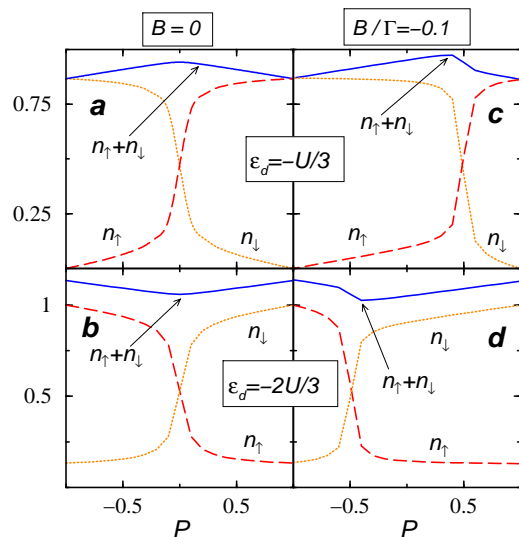 B = 0
B / Γ=−0.1
0.75
0.25
a
n↑+n↓
n↑
n↓
c
n↑+n↓
n↑
n↓
ε_d=−U/3
1
0.5
b
n↑+n↓
n↑
n↓
d
n↓
n↑+n↓
n↑
ε_d=−2U/3
−0.5 0.5 −0.5 0.5
P P